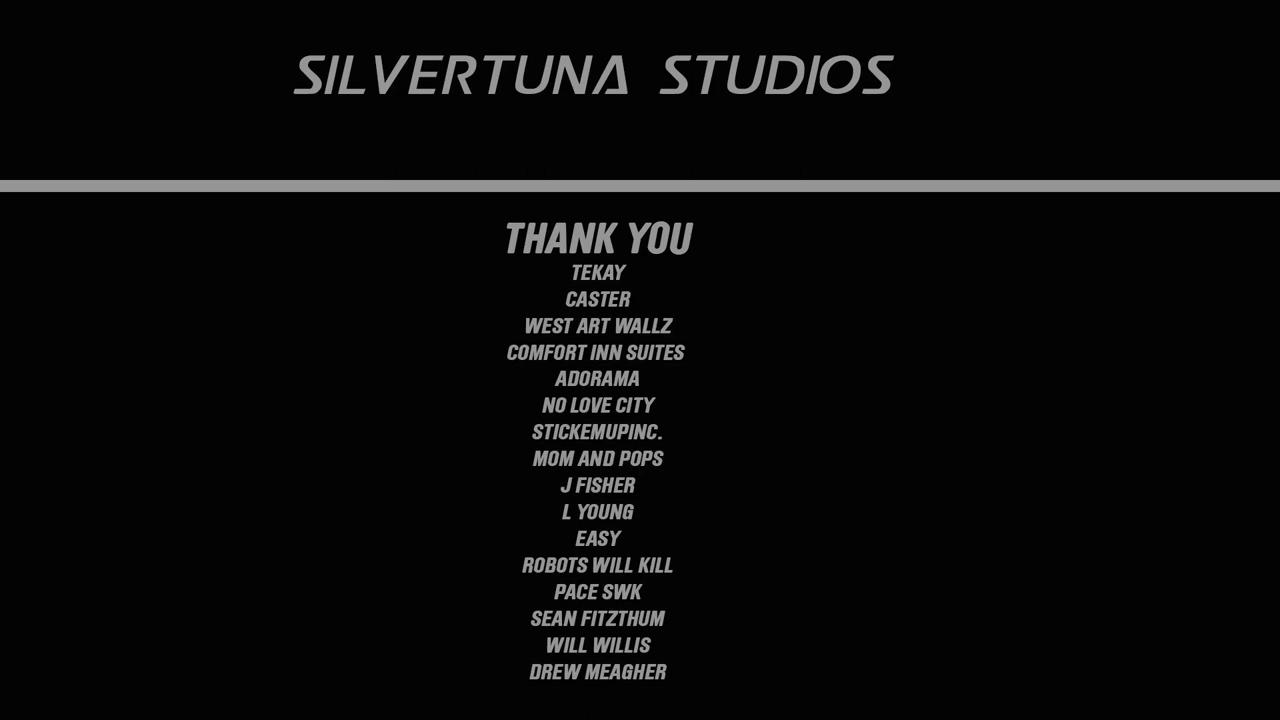 SILVERTUNA STUDIOS
THANK YOU
TEKAY
CASTER
WEST ART WALLZ
COMFORT INN SUITES
ADORAMA
NO LOVE CITY
STICKEMUPINC.
MOM AND POPS
J FISHER
L YOUNG
EASY
ROBOTS WILL KILL
PACE SWK
SEAN FITZTHUM
WILL WILLIS
DREW MEAGHER